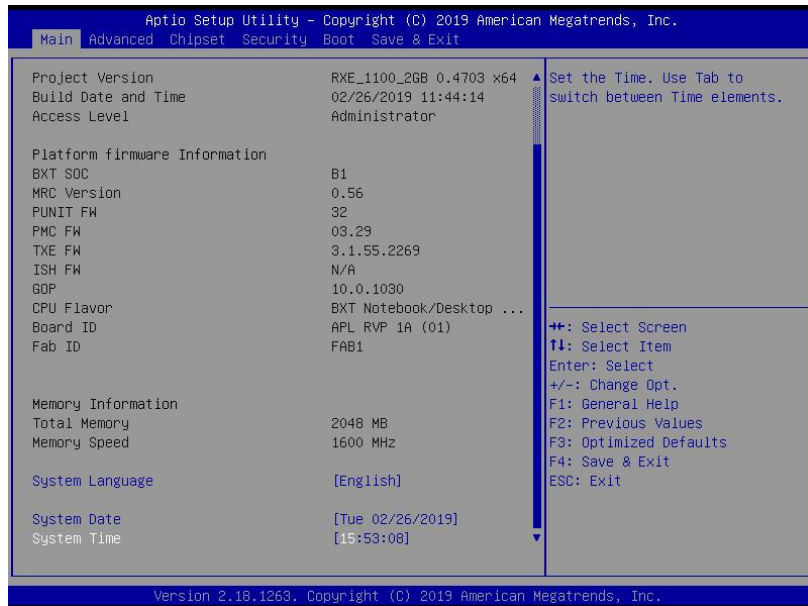 Aptio Setup Utility – Copyright (C) 2019 American Megatrends, Inc.
Main Advanced Chipset Security Boot Save & Exit
Project Version RXE_1100_2GB 0.4703 x64
Build Date and Time 02/26/2019 11:44:14
Access Level Administrator
Platform firmware Information
BXT SOC B1
MRC Version 0.56
PUNIT FW 32
PMC FW 03.29
TXE FW 3.1.55.2269
ISH FW N/A
GOP 10.0.1030
CPU Flavor BXT Notebook/Desktop ...
Board ID APL RVP 1A (01)
Fab ID FAB1
Memory Information
Total Memory 2048 MB
Memory Speed 1600 MHz
System Language [English]
System Date [Tue 02/26/2019]
System Time [15:53:08]
Set the Time. Use Tab to
switch between Time elements.
→←: Select Screen
↑↓: Select Item
Enter: Select
+/-: Change Opt.
F1: General Help
F2: Previous Values
F3: Optimized Defaults
F4: Save & Exit
ESC: Exit
Version 2.18.1263. Copyright (C) 2019 American Megatrends, Inc.